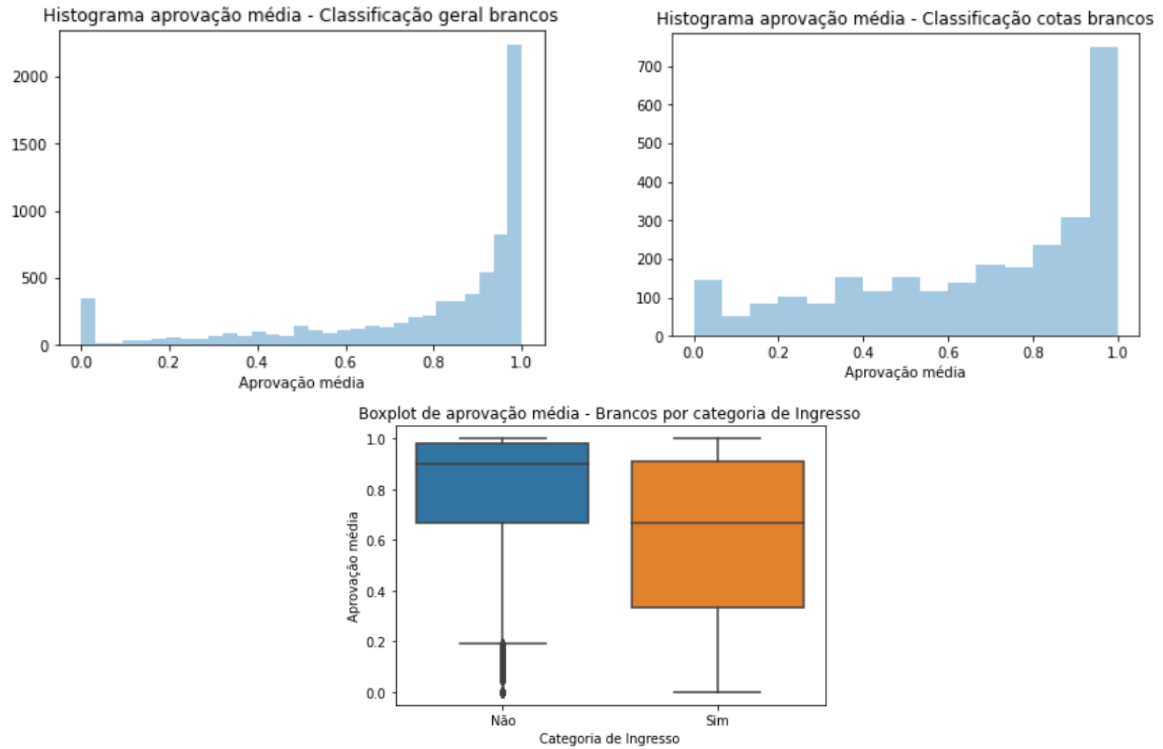 Histograma aprovação média - Classificação geral brancos
2000
1500
1000
500
0
0.0 0.2 0.4 0.6 0.8 1.0
Aprovação média
Histograma aprovação média - Classificação cotas brancos
700
600
500
400
300
200
100
0
0.0 0.2 0.4 0.6 0.8 1.0
Aprovação média
Boxplot de aprovação média - Brancos por categoria de Ingresso
Aprovação média
1.0
0.8
0.6
0.4
0.2
0.0
Não Sim
Categoria de Ingresso